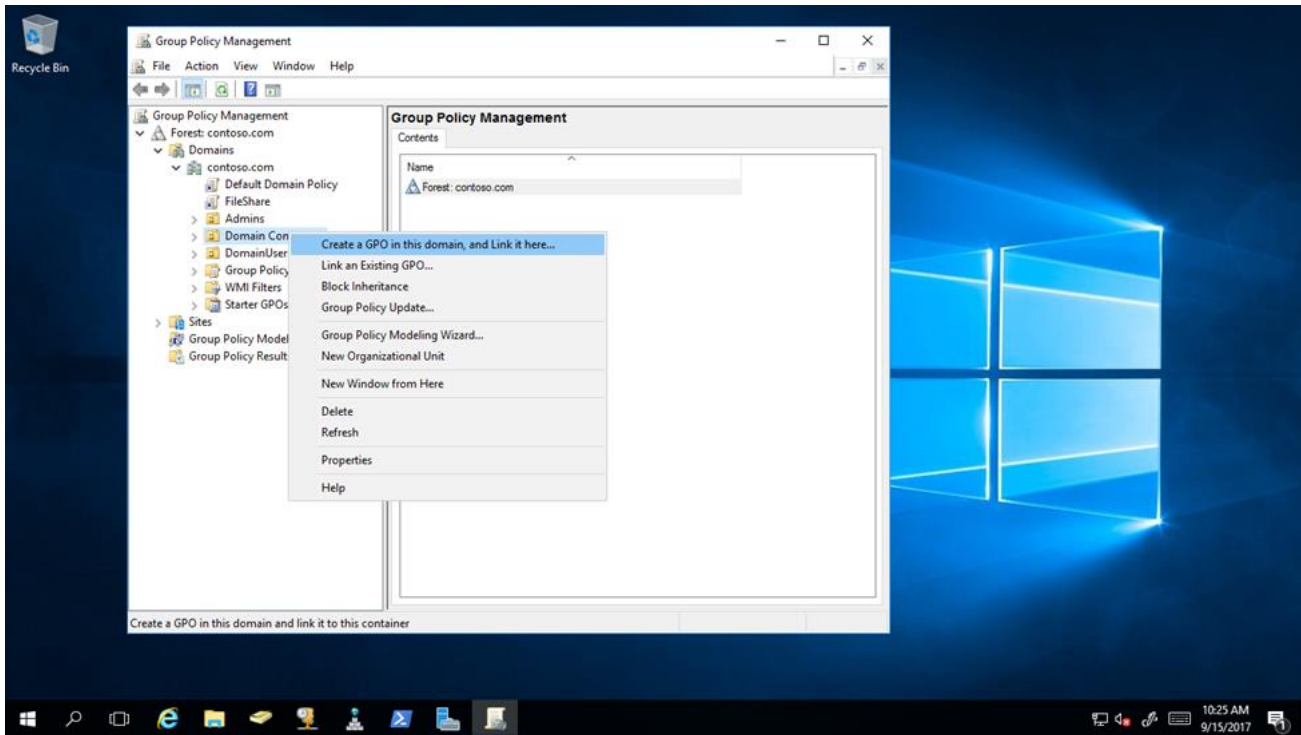 Recycle Bin
Group Policy Management
File Action View Window Help
Group Policy Management
Forest: contoso.com
Domains
contoso.com
Default Domain Policy
FileShare
Admins
Domain Con
DomainUser
Group Policy
WMI Filters
Starter GPOs
Sites
Group Policy Model
Group Policy Result
Group Policy Management
Contents
Name
Forest: contoso.com
Create a GPO in this domain, and Link it here...
Link an Existing GPO...
Block Inheritance
Group Policy Update...
Group Policy Modeling Wizard...
New Organizational Unit
New Window from Here
Delete
Refresh
Properties
Help
Create a GPO in this domain and link it to this container
10:25 AM
9/15/2017